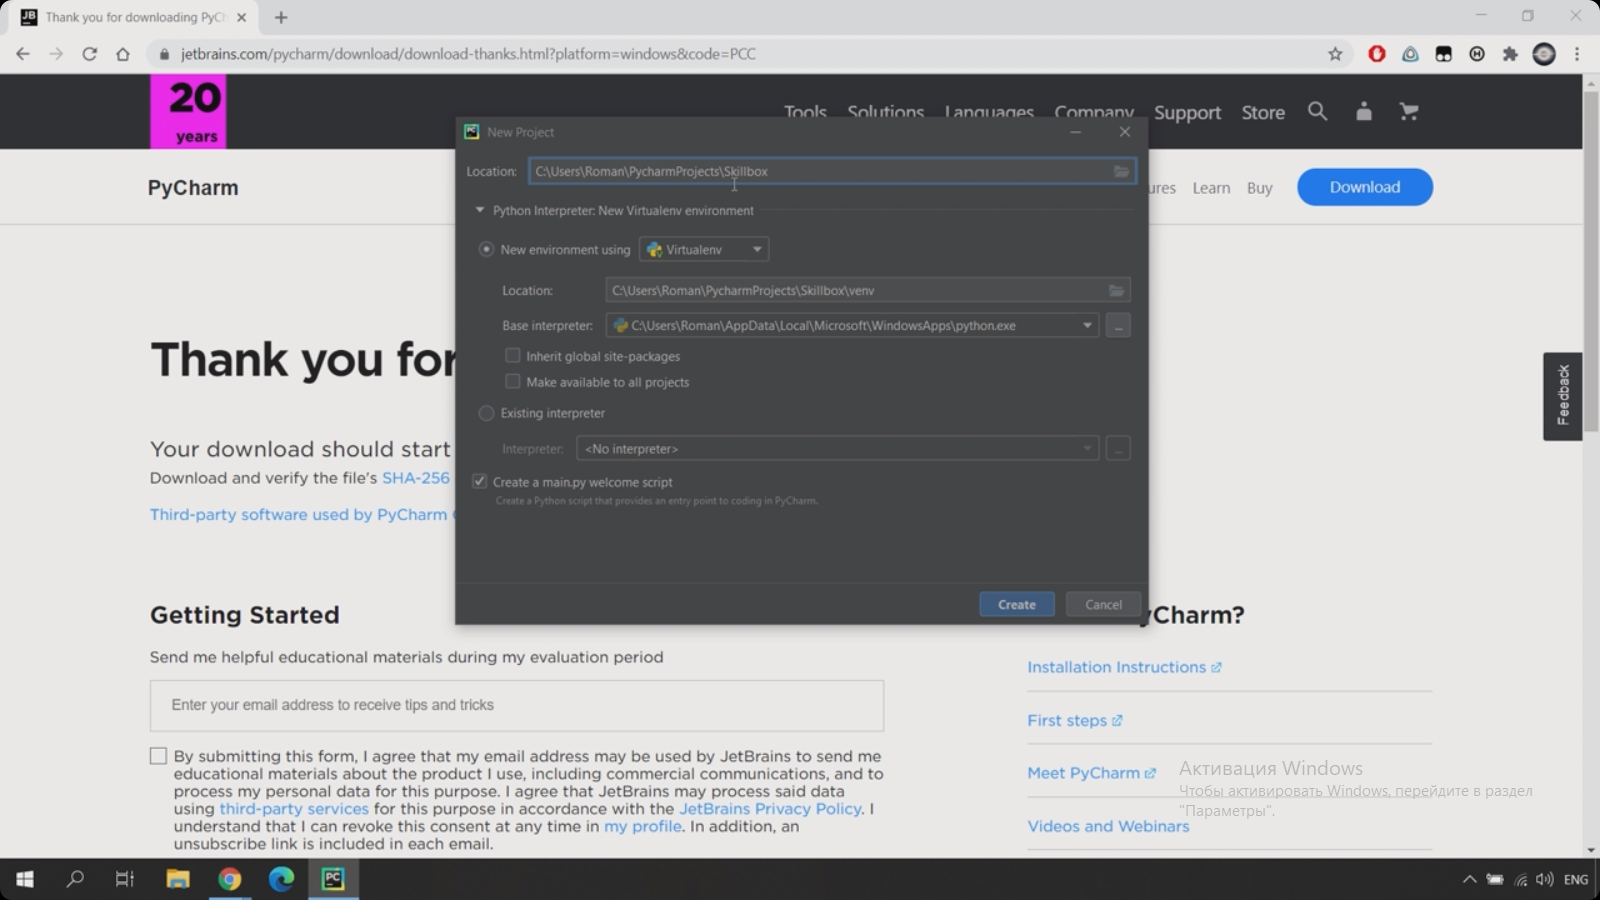 JB
Thank you for downloading PyCh
jetbrains.com/pycharm/download/download-thanks.html?platform=windows&code=PCC
20
years
Tools
Solutions
Languages
Company
Support
Store
PyCharm
Learn
Buy
Download
PC
New Project
Location:
C:\Users\Roman\PycharmProjects\Skillbox
Python Interpreter: New Virtualenv environment
New environment using
Virtualenv
Location:
C:\Users\Roman\PycharmProjects\Skillbox\venv
Base interpreter:
C:\Users\Roman\AppData\Local\Microsoft\WindowsApps\python.exe
...
Inherit global site-packages
Make available to all projects
Existing interpreter
Interpreter:
<No interpreter>
...
Create a main.py welcome script
Create a Python script that provides an entry point to coding in PyCharm.
Create
Cancel
Thank you for
Your download should start
Download and verify the file's SHA-256
Third-party software used by PyCharm
Feedback
Getting Started
Send me helpful educational materials during my evaluation period
Enter your email address to receive tips and tricks
By submitting this form, I agree that my email address may be used by JetBrains to send me
educational materials about the product I use, including commercial communications, and to
process my personal data for this purpose. I agree that JetBrains may process said data
using third-party services for this purpose in accordance with the JetBrains Privacy Policy. I
understand that I can revoke this consent at any time in my profile. In addition, an
unsubscribe link is included in each email.
yCharm?
Installation Instructions
First steps
Meet PyCharm
Videos and Webinars
Активация Windows
Чтобы активировать Windows, перейдите в раздел
"Параметры".
PC
ENG